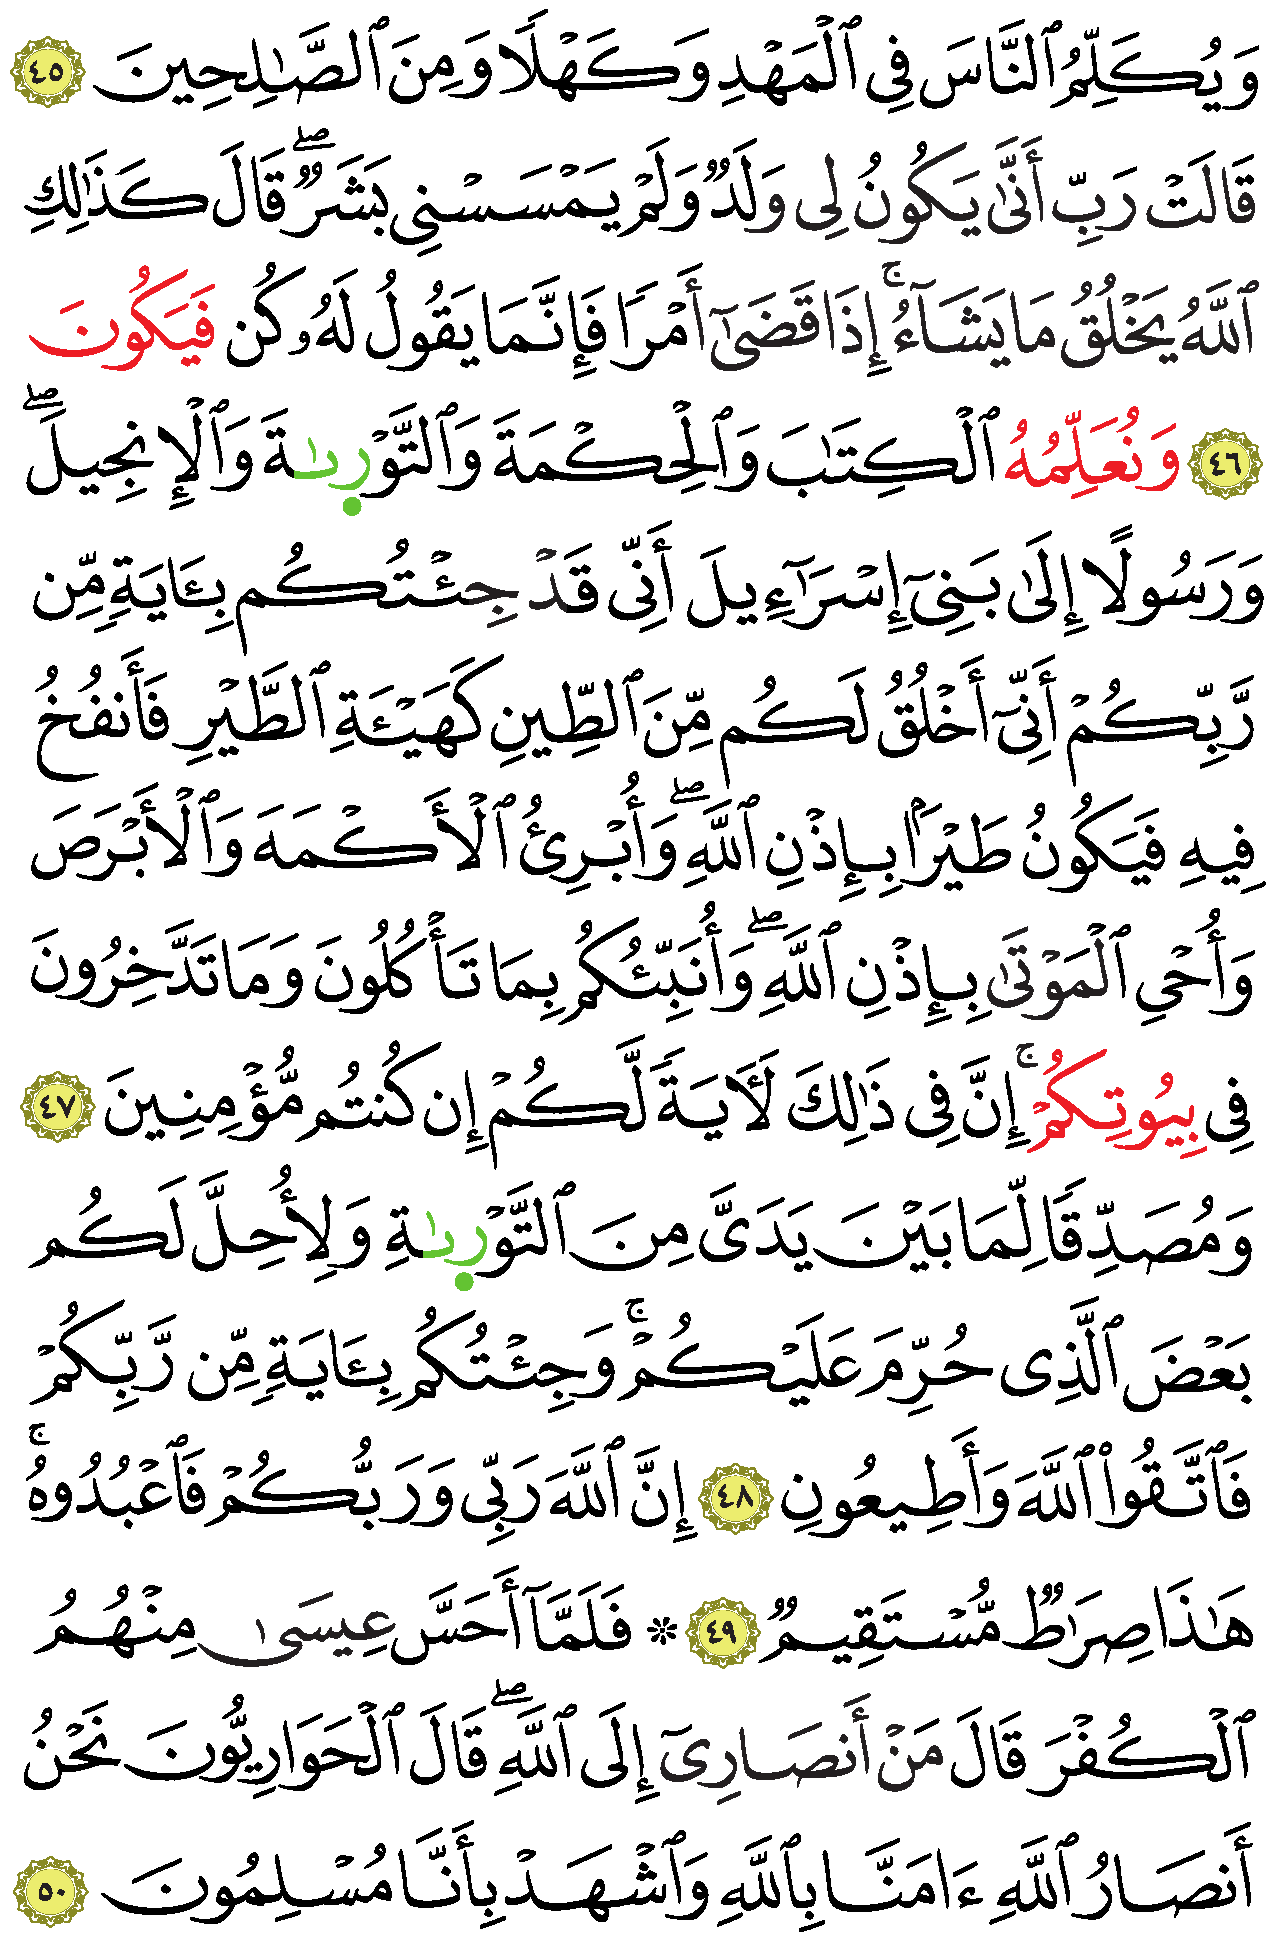 وَيُكَلِّمُ ٱلنَّاسَ فِي ٱلْمَهْدِ وَكَهْلًا وَمِنَ ٱلصَّٰلِحِينَ ٤٥
قَالَتْ رَبِّ أَنَّىٰ يَكُونُ لِي وَلَدٞ وَلَمْ يَمْسَسْنِي بَشَرٞۖ قَالَ كَذَٰلِكِ
ٱللَّهُ يَخْلُقُ مَا يَشَآءُۚ إِذَا قَضَىٰٓ أَمْرٗا فَإِنَّمَا يَقُولُ لَهُۥ كُن فَيَكُونَ
٤٦ وَنُعَلِّمُهُ ٱلْكِتَٰبَ وَٱلْحِكْمَةَ وَٱلتَّوْرىٰةَ وَٱلْإِنجِيلَۖ
وَرَسُولًا إِلَىٰ بَنِيٓ إِسْرَآءِيلَ أَنِّي قَدْ جِئْتُكُم بِـَٔايَةٖ مِّن
رَّبِّكُمْ أَنِّيٓ أَخْلُقُ لَكُم مِّنَ ٱلطِّينِ كَهَيْـَٔةِ ٱلطَّيْرِ فَأَنفُخُ
فِيهِ فَيَكُونُ طَيْرَۢا بِإِذْنِ ٱللَّهِۖ وَأُبْرِئُ ٱلْأَكْمَهَ وَٱلْأَبْرَصَ
وَأُحْيِ ٱلْمَوْتَىٰ بِإِذْنِ ٱللَّهِۖ وَأُنَبِّئُكُم بِمَا تَأْكُلُونَ وَمَا تَدَّخِرُونَ
فِي بِيُوتِكُمْۚ إِنَّ فِي ذَٰلِكَ لَأٓيَةٗ لَّكُمْ إِن كُنتُم مُّؤْمِنِينَ ٤٧
وَمُصَدِّقٗا لِّمَا بَيْنَ يَدَيَّ مِنَ ٱلتَّوْرىٰةِ وَلِأُحِلَّ لَكُم
بَعْضَ ٱلَّذِي حُرِّمَ عَلَيْكُمْۚ وَجِئْتُكُم بِـَٔايَةٖ مِّن رَّبِّكُمْ
فَٱتَّقُوا۟ ٱللَّهَ وَأَطِيعُونِ ٤٨ إِنَّ ٱللَّهَ رَبِّي وَرَبُّكُمْ فَٱعْبُدُوهُۚ
هَٰذَا صِرَٰطٞ مُّسْتَقِيمٞ ٤٩ ۞ فَلَمَّآ أَحَسَّ عِيسَىٰ مِنْهُمُ
ٱلْكُفْرَ قَالَ مَنْ أَنصَارِيٓ إِلَى ٱللَّهِۖ قَالَ ٱلْحَوَارِيُّونَ نَحْنُ
أَنصَارُ ٱللَّهِ ءَامَنَّا بِٱللَّهِ وَٱشْهَدْ بِأَنَّا مُسْلِمُونَ ٥٠